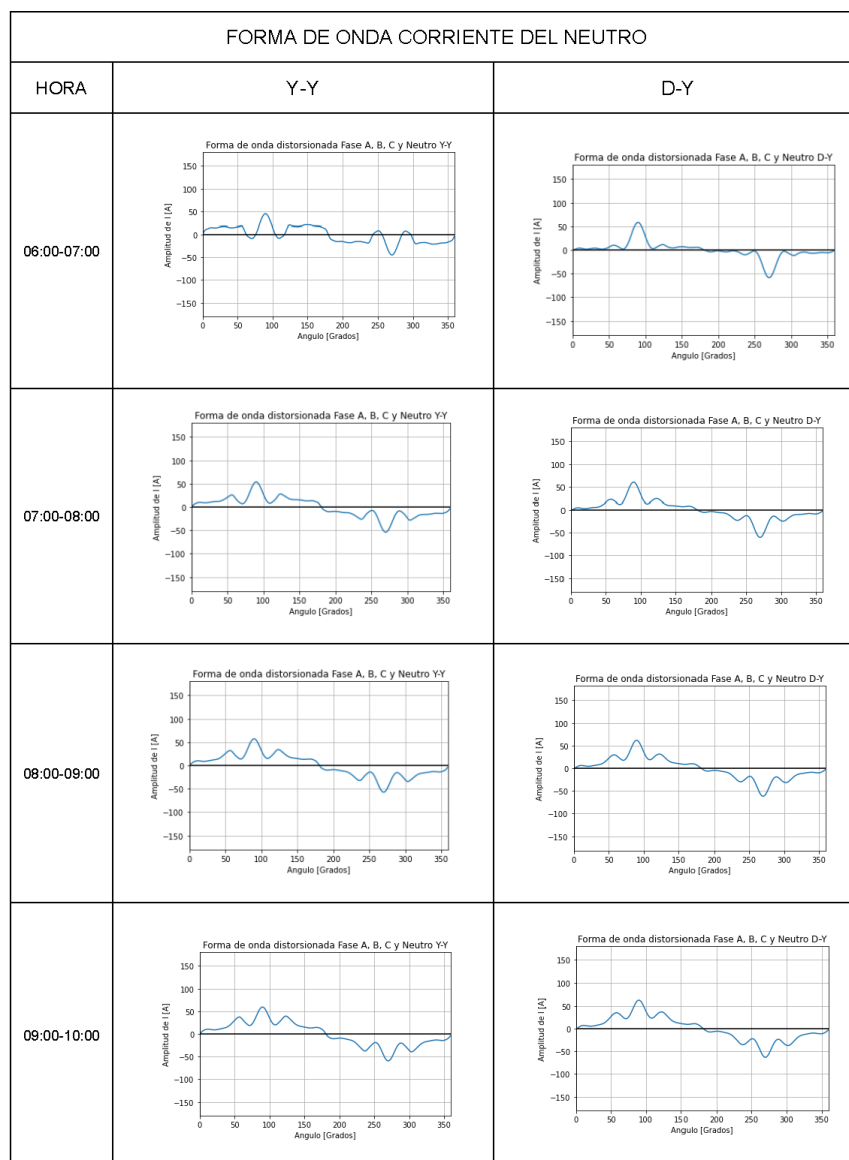 FORMA DE ONDA CORRIENTE DEL NEUTRO
HORA
Y-Y
D-Y
06:00-07:00
Forma de onda distorsionada Fase A, B, C y Neutro Y-Y
Amplitud de I [A]
150
100
50
0
−50
−100
−150
0 50 100 150 200 250 300 350
Angulo [Grados]
Forma de onda distorsionada Fase A, B, C y Neutro D-Y
Amplitud de I [A]
150
100
50
0
−50
−100
−150
0 50 100 150 200 250 300 350
Angulo [Grados]
07:00-08:00
Forma de onda distorsionada Fase A, B, C y Neutro Y-Y
Amplitud de I [A]
150
100
50
0
−50
−100
−150
0 50 100 150 200 250 300 350
Angulo [Grados]
Forma de onda distorsionada Fase A, B, C y Neutro D-Y
Amplitud de I [A]
150
100
50
0
−50
−100
−150
0 50 100 150 200 250 300 350
Angulo [Grados]
08:00-09:00
Forma de onda distorsionada Fase A, B, C y Neutro Y-Y
Amplitud de I [A]
150
100
50
0
−50
−100
−150
0 50 100 150 200 250 300 350
Angulo [Grados]
Forma de onda distorsionada Fase A, B, C y Neutro D-Y
Amplitud de I [A]
150
100
50
0
−50
−100
−150
0 50 100 150 200 250 300 350
Angulo [Grados]
09:00-10:00
Forma de onda distorsionada Fase A, B, C y Neutro Y-Y
Amplitud de I [A]
150
100
50
0
−50
−100
−150
0 50 100 150 200 250 300 350
Angulo [Grados]
Forma de onda distorsionada Fase A, B, C y Neutro D-Y
Amplitud de I [A]
150
100
50
0
−50
−100
−150
0 50 100 150 200 250 300 350
Angulo [Grados]